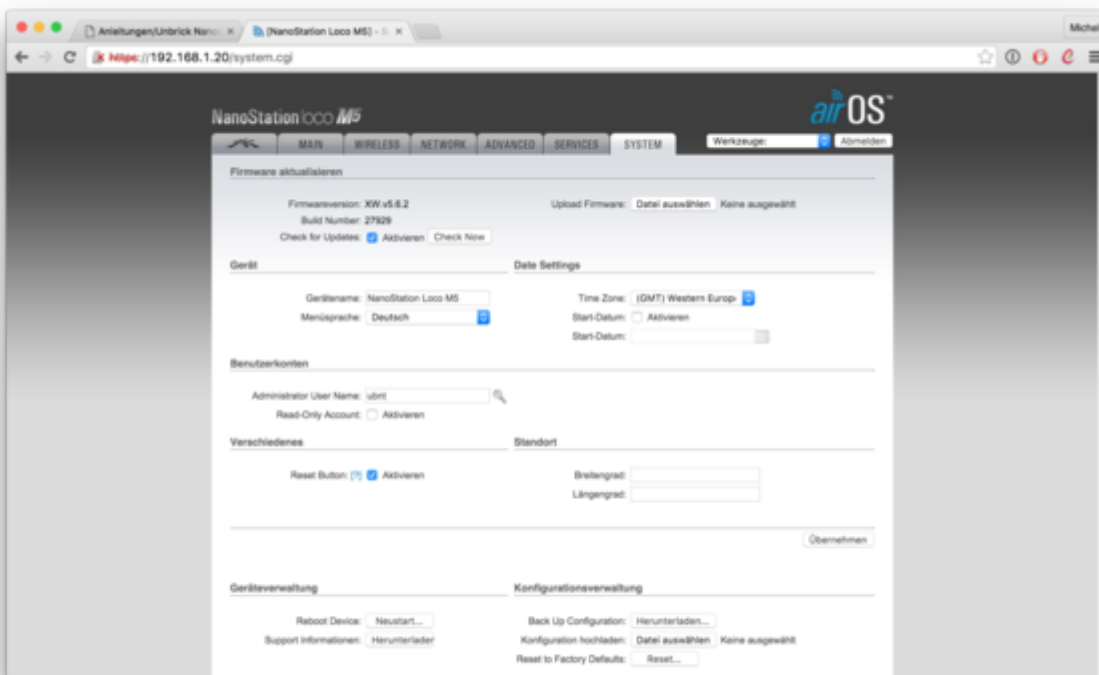 Anleitungen/Unbrick Nano
[NanoStation Loco M5] - S
Michel
https://192.168.1.20/system.cgi
NanoStation loco M5
airOS™
MAIN
WIRELESS
NETWORK
ADVANCED
SERVICES
SYSTEM
Werkzeuge:
Abmelden
Firmware aktualisieren
Firmwareversion: XW.v5.6.2
Upload Firmware: Datei auswählen Keine ausgewählt
Build Number: 27929
Check for Updates: Aktivieren Check Now
Gerät
Date Settings
Gerätename: NanoStation Loco M5
Time Zone: (GMT) Western Europ
Menüsprache: Deutsch
Start-Datum: Aktivieren
Start-Datum:
Benutzerkonten
Administrator User Name: ubnt
Read-Only Account: Aktivieren
Verschiedenes
Standort
Reset Button: [?] Aktivieren
Breitengrad:
Längengrad:
Übernehmen
Geräteverwaltung
Konfigurationsverwaltung
Reboot Device: Neustart...
Back Up Configuration: Herunterladen...
Support Informationen: Herunterlader
Konfiguration hochladen: Datei auswählen Keine ausgewählt
Reset to Factory Defaults: Reset...